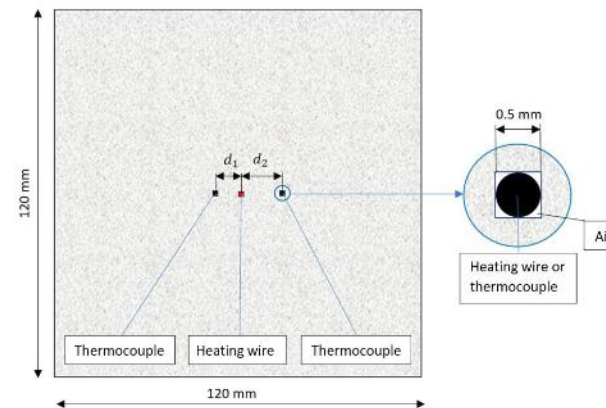 120 mm
d₁
d₂
Thermocouple
Heating wire
Thermocouple
120 mm
0.5 mm
Ai
Heating wire or
thermocouple